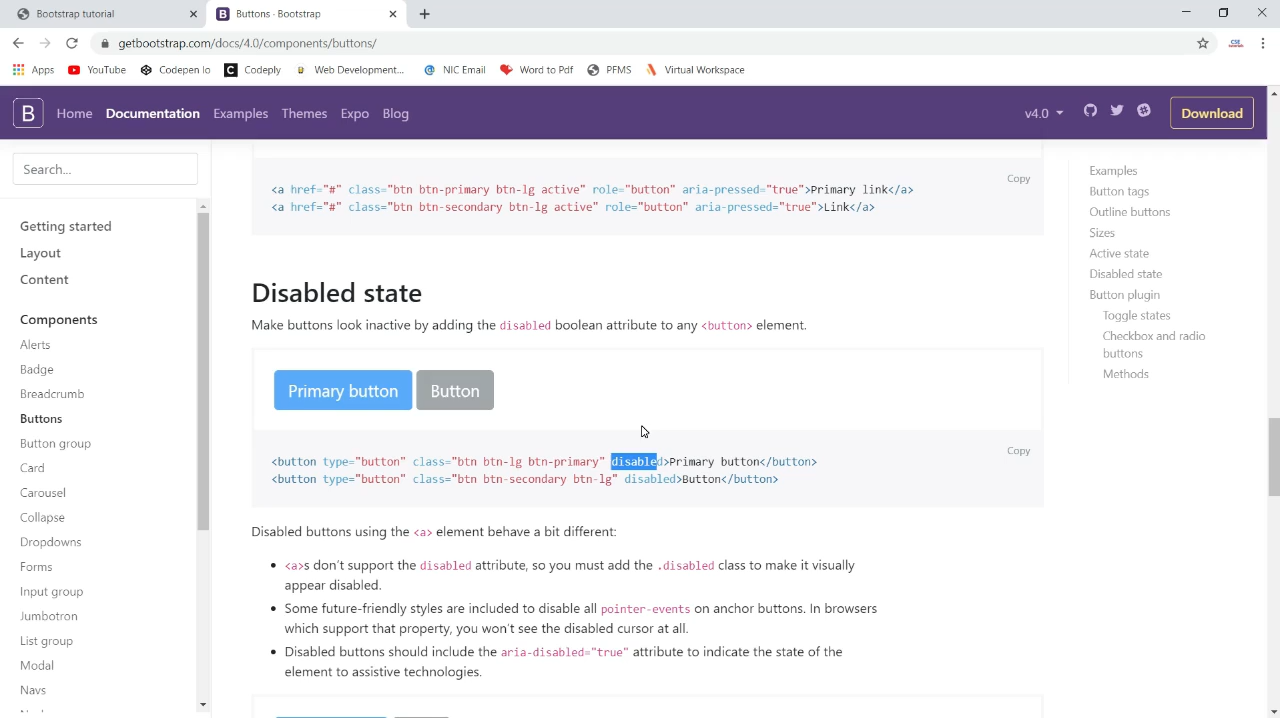 Bootstrap tutorial
Buttons · Bootstrap
getbootstrap.com/docs/4.0/components/buttons/
Apps YouTube Codepen Io Codeply Web Development... NIC Email Word to Pdf PFMS Virtual Workspace
B Home Documentation Examples Themes Expo Blog v4.0 Download
Search...
Getting started
Layout
Content
Components
Alerts
Badge
Breadcrumb
Buttons
Button group
Card
Carousel
Collapse
Dropdowns
Forms
Input group
Jumbotron
List group
Modal
Navs
Copy
<a href="#" class="btn btn-primary btn-lg active" role="button" aria-pressed="true">Primary link</a>
<a href="#" class="btn btn-secondary btn-lg active" role="button" aria-pressed="true">Link</a>
Disabled state
Make buttons look inactive by adding the disabled boolean attribute to any <button> element.
Primary button Button
Copy
<button type="button" class="btn btn-lg btn-primary" disabled>Primary button</button>
<button type="button" class="btn btn-secondary btn-lg" disabled>Button</button>
Disabled buttons using the <a> element behave a bit different:
• <a>s don't support the disabled attribute, so you must add the .disabled class to make it visually
appear disabled.
• Some future-friendly styles are included to disable all pointer-events on anchor buttons. In browsers
which support that property, you won't see the disabled cursor at all.
• Disabled buttons should include the aria-disabled="true" attribute to indicate the state of the
element to assistive technologies.
Examples
Button tags
Outline buttons
Sizes
Active state
Disabled state
Button plugin
Toggle states
Checkbox and radio
buttons
Methods